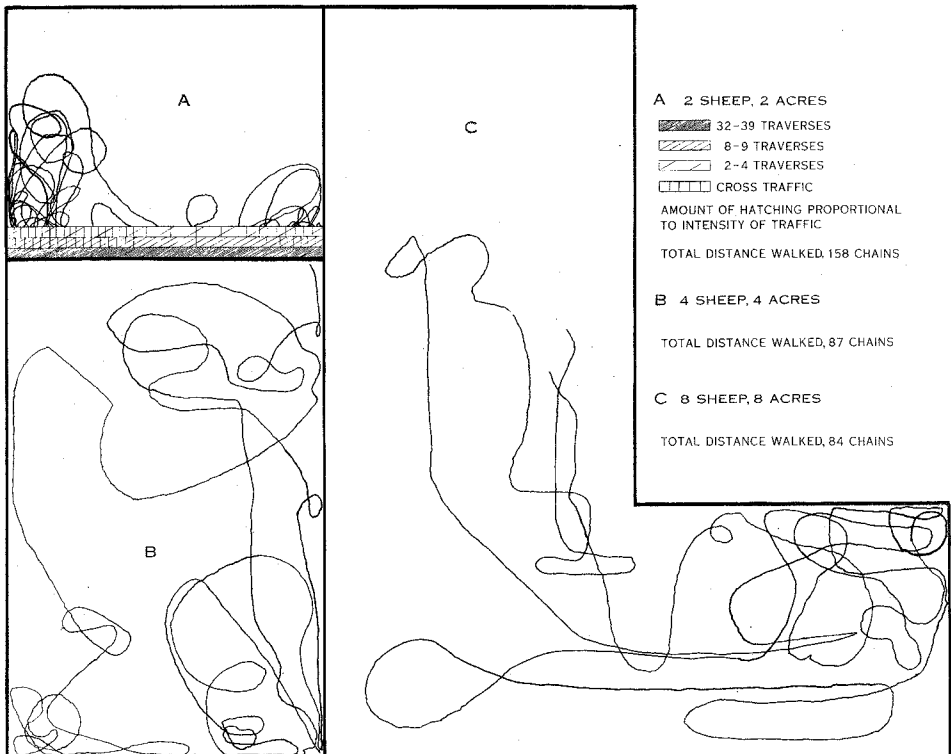 A
C
B
A 2 SHEEP, 2 ACRES
32-39 TRAVERSES
8-9 TRAVERSES
2-4 TRAVERSES
CROSS TRAFFIC
AMOUNT OF HATCHING PROPORTIONAL
TO INTENSITY OF TRAFFIC
TOTAL DISTANCE WALKED, 158 CHAINS
B 4 SHEEP, 4 ACRES
TOTAL DISTANCE WALKED, 87 CHAINS
C 8 SHEEP, 8 ACRES
TOTAL DISTANCE WALKED, 84 CHAINS